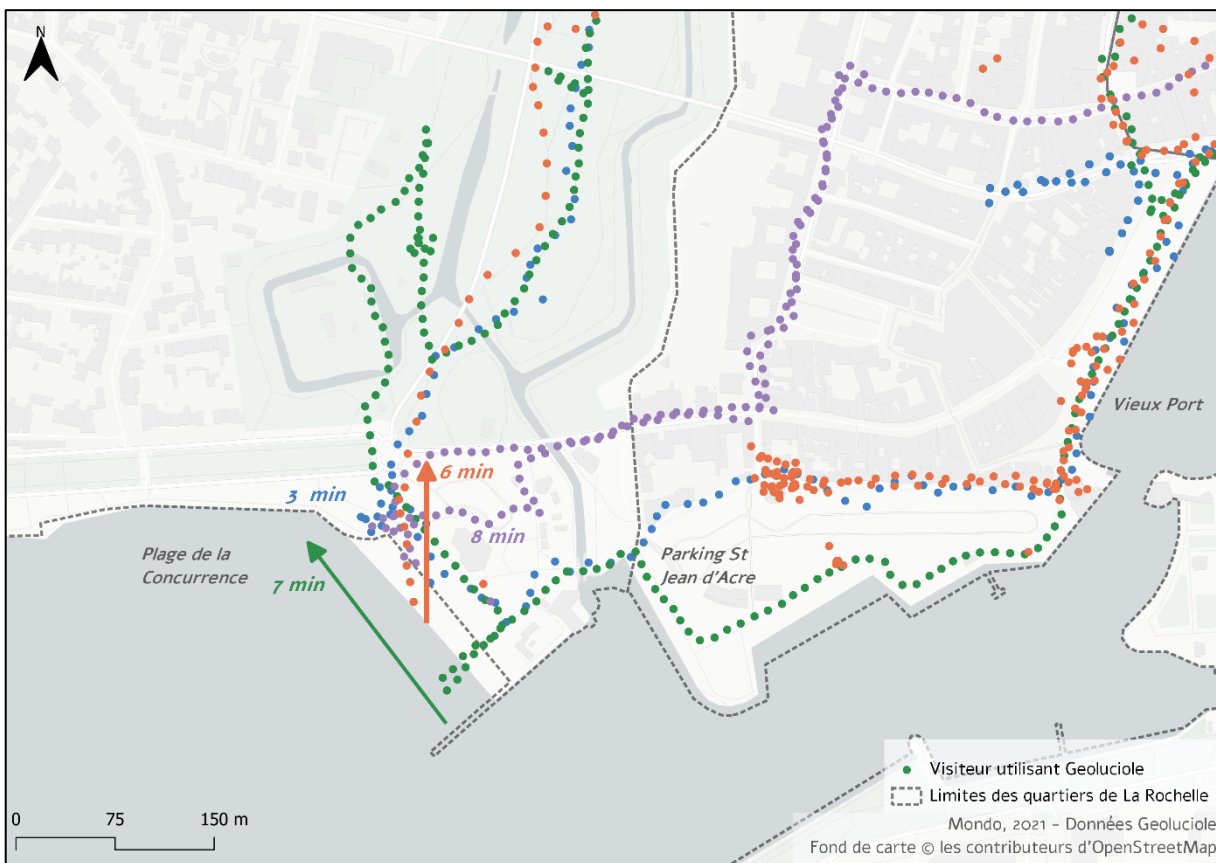 N
Vieux Port
6 min
3 min
8 min
Plage de la
Concurrence
Parking St
Jean d'Acre
7 min
Visiteur utilisant Geoluciole
Limites des quartiers de La Rochelle
0 75 150 m
Mondo, 2021 - Données Geoluciole
Fond de carte © les contributeurs d'OpenStreetMap